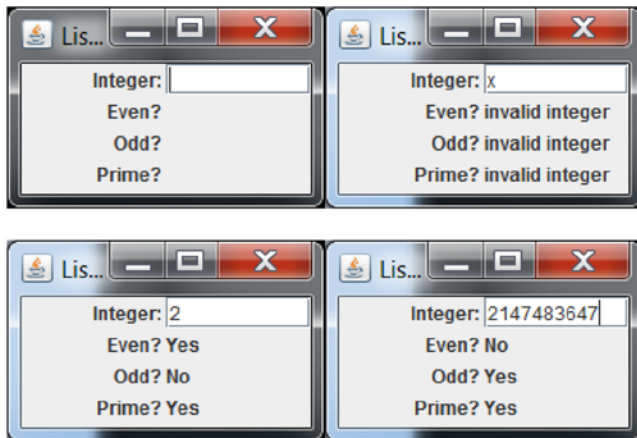 Lis...
Integer:
Even?
Odd?
Prime?
Lis...
Integer: x
Even? invalid integer
Odd? invalid integer
Prime? invalid integer
Lis...
Integer: 2
Even? Yes
Odd? No
Prime? Yes
Lis...
Integer: 2147483647
Even? No
Odd? Yes
Prime? Yes